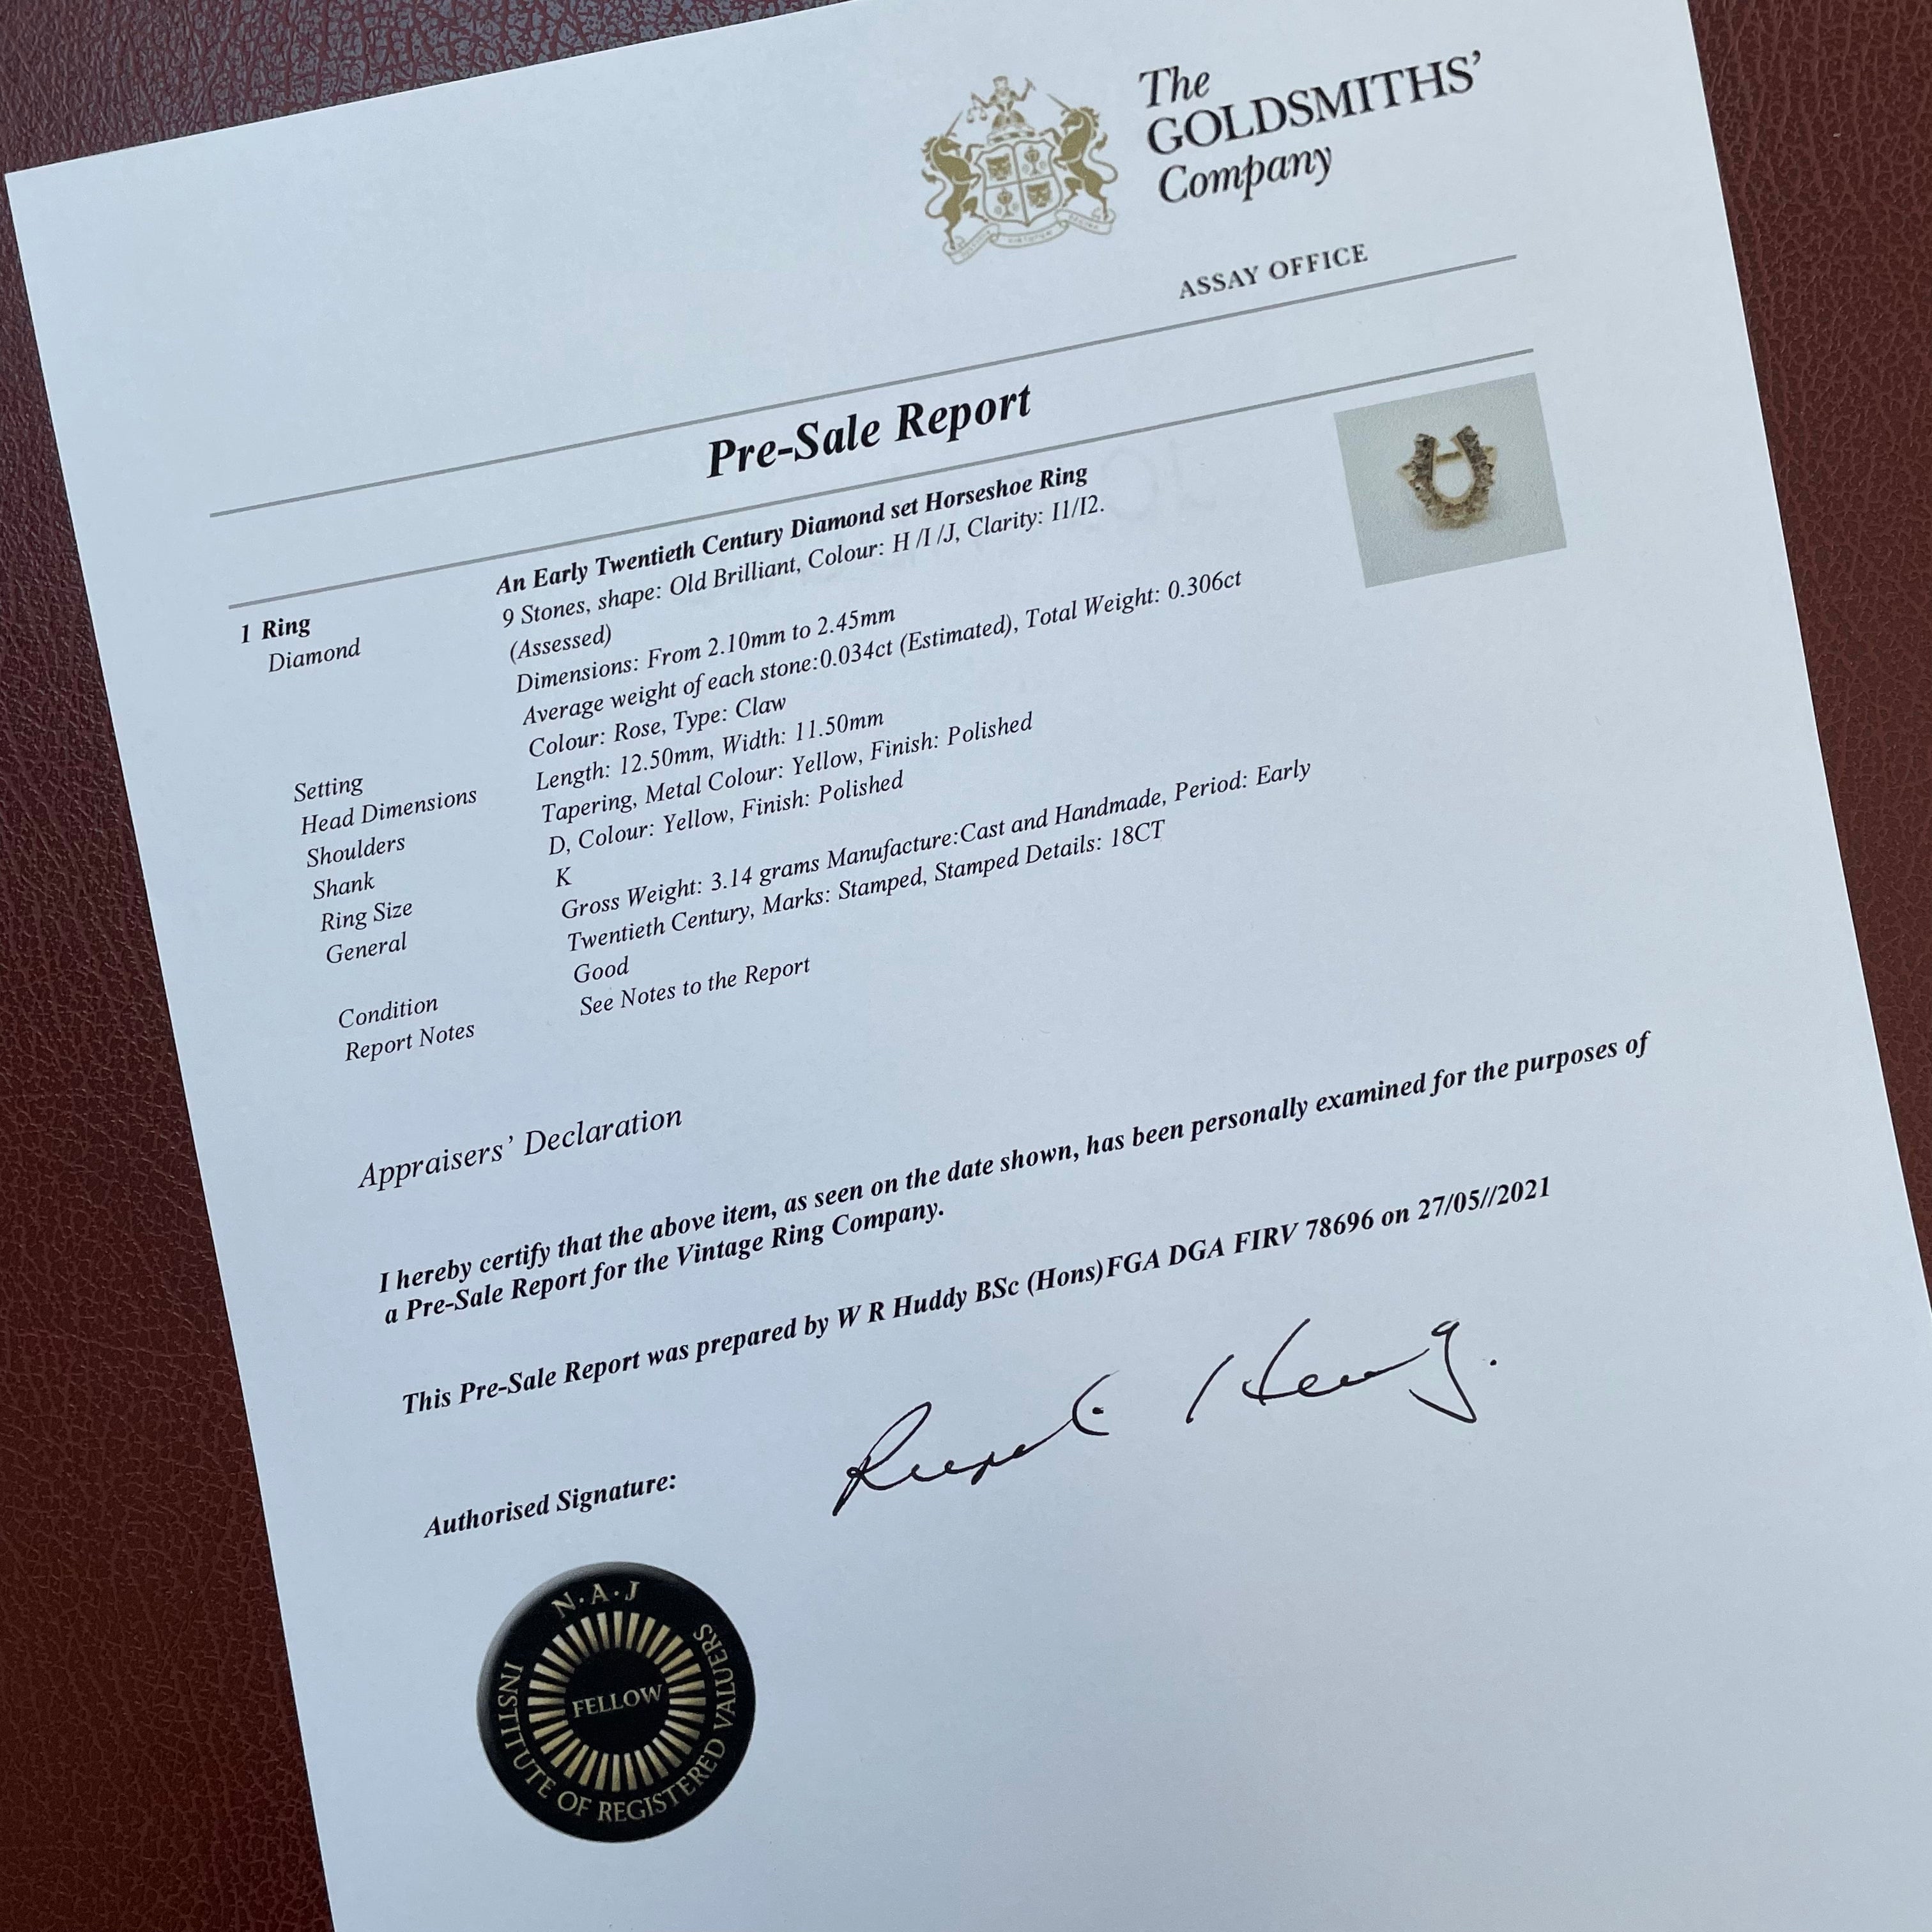 The
GOLDSMITHS'
Company
ASSAY OFFICE
Pre-Sale Report
1 Ring
An Early Twentieth Century Diamond set Horseshoe Ring
Diamond
9 Stones, shape: Old Brilliant, Colour: H /I /J, Clarity: I1/I2.
(Assessed)
Dimensions: From 2.10mm to 2.45mm
Average weight of each stone:0.034ct (Estimated), Total Weight: 0.306ct
Setting
Colour: Rose, Type: Claw
Head Dimensions
Length: 12.50mm, Width: 11.50mm
Shoulders
Tapering, Metal Colour: Yellow, Finish: Polished
Shank
D, Colour: Yellow, Finish: Polished
Ring Size
K
General
Gross Weight: 3.14 grams Manufacture:Cast and Handmade, Period: Early
Twentieth Century, Marks: Stamped, Stamped Details: 18CT
Condition
Good
Report Notes
See Notes to the Report
Appraisers' Declaration
I hereby certify that the above item, as seen on the date shown, has been personally examined for the purposes of
a Pre-Sale Report for the Vintage Ring Company.
This Pre-Sale Report was prepared by W R Huddy BSc (Hons)FGA DGA FIRV 78696 on 27/05//2021
Authorised Signature:
N·A·J
FELLOW
INSTITUTE OF REGISTERED VALUERS